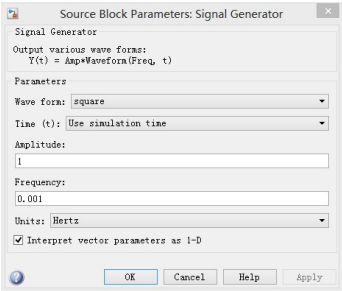 Source Block Parameters: Signal Generator
Signal Generator
Output various wave forms:
Y(t) = Amp*Waveform(Freq, t)
Parameters
Wave form: square
Time (t): Use simulation time
Amplitude:
1
Frequency:
0.001
Units: Hertz
Interpret vector parameters as 1-D
OK Cancel Help Apply